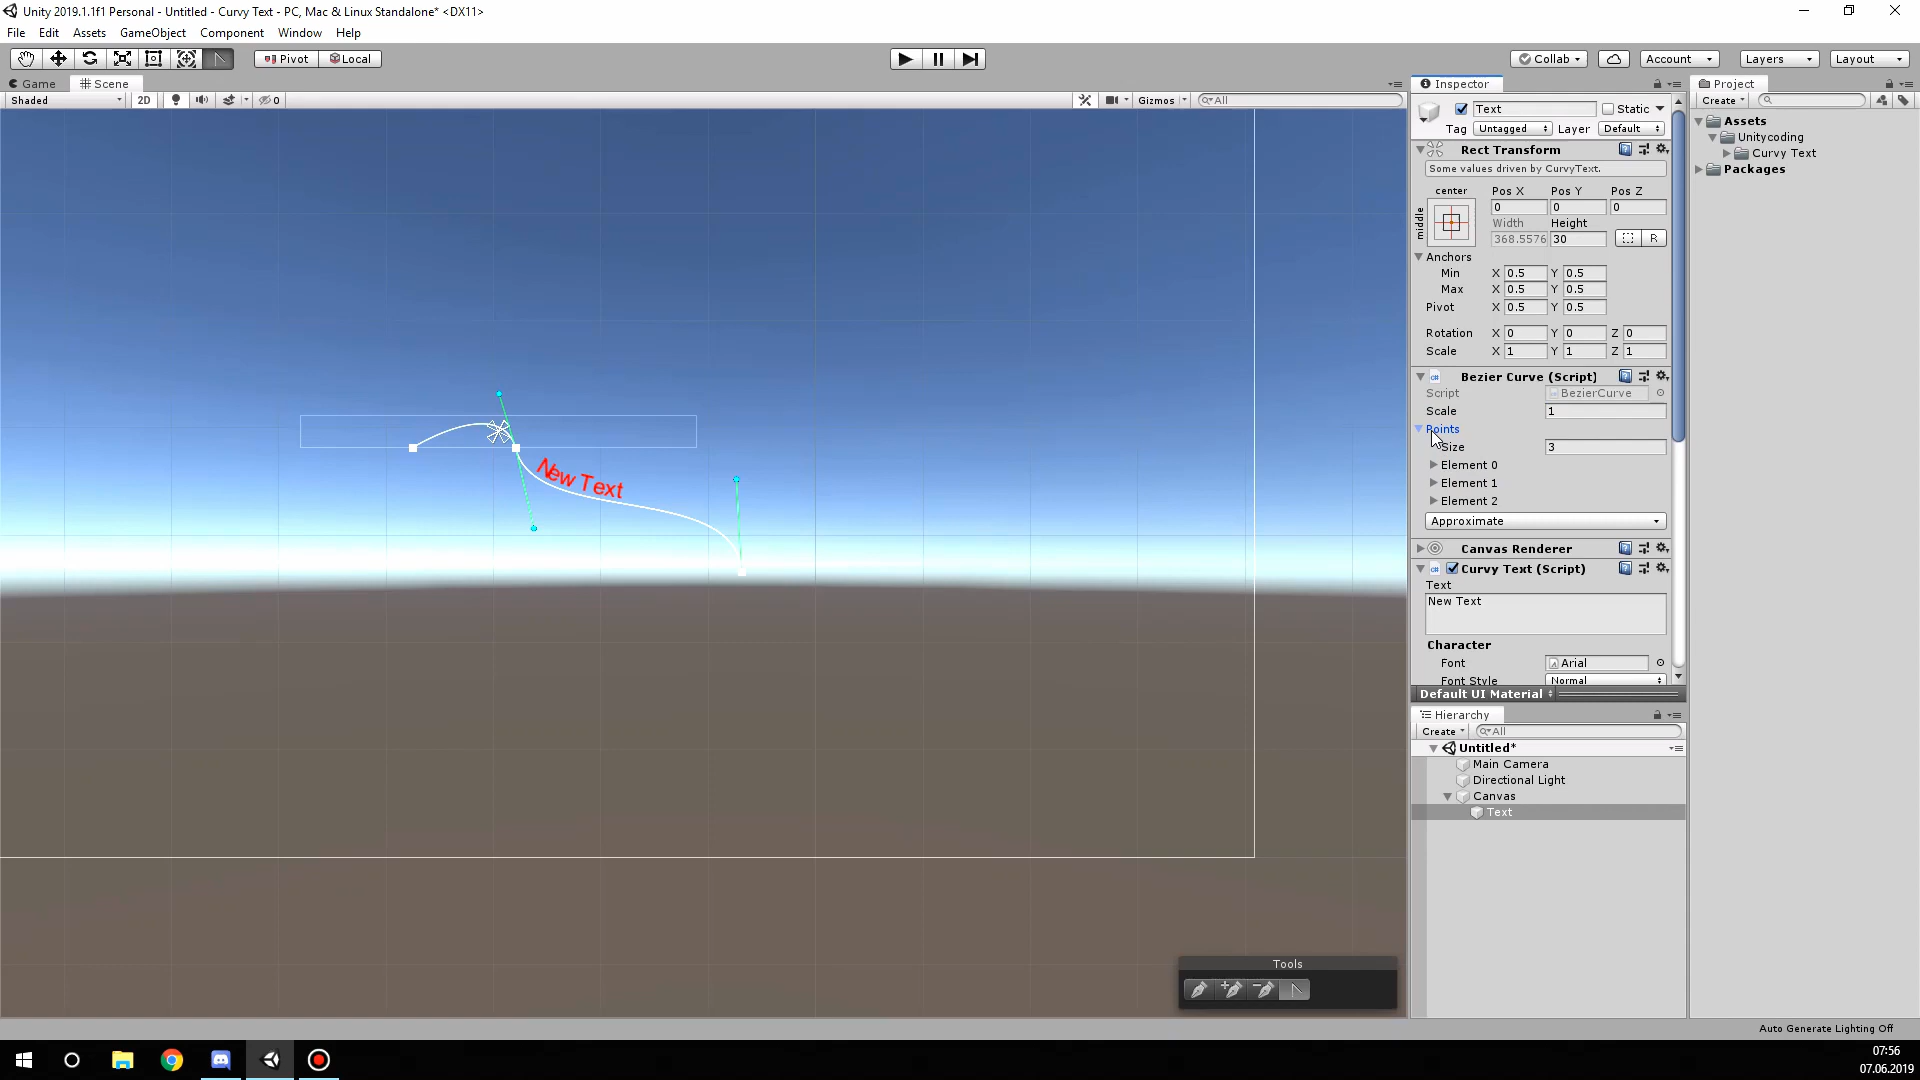 Unity 2019.1.1f1 Personal - Untitled - Curvy Text - PC, Mac & Linux Standalone* <DX11>
File Edit Assets GameObject Component Window Help
Pivot Local Collab Account Layers Layout
Game Scene
Shaded 2D 0 Gizmos All
New Text
Tools
Inspector
Text Static
Tag Untagged Layer Default
Rect Transform
Some values driven by CurvyText.
center Pos X Pos Y Pos Z
middle 0 0 0
Width Height
368.5576 30 R
Anchors
Min X 0.5 Y 0.5
Max X 0.5 Y 0.5
Pivot X 0.5 Y 0.5
Rotation X 0 Y 0 Z 0
Scale X 1 Y 1 Z 1
Bezier Curve (Script)
Script BezierCurve
Scale 1
Points
Size 3
Element 0
Element 1
Element 2
Approximate
Canvas Renderer
Curvy Text (Script)
Text
New Text
Character
Font Arial
Font Style Normal
Default UI Material
Hierarchy
Create All
Untitled*
Main Camera
Directional Light
Canvas
Text
Project
Create
Assets
Unitycoding
Curvy Text
Packages
Auto Generate Lighting Off
07:56
07.06.2019